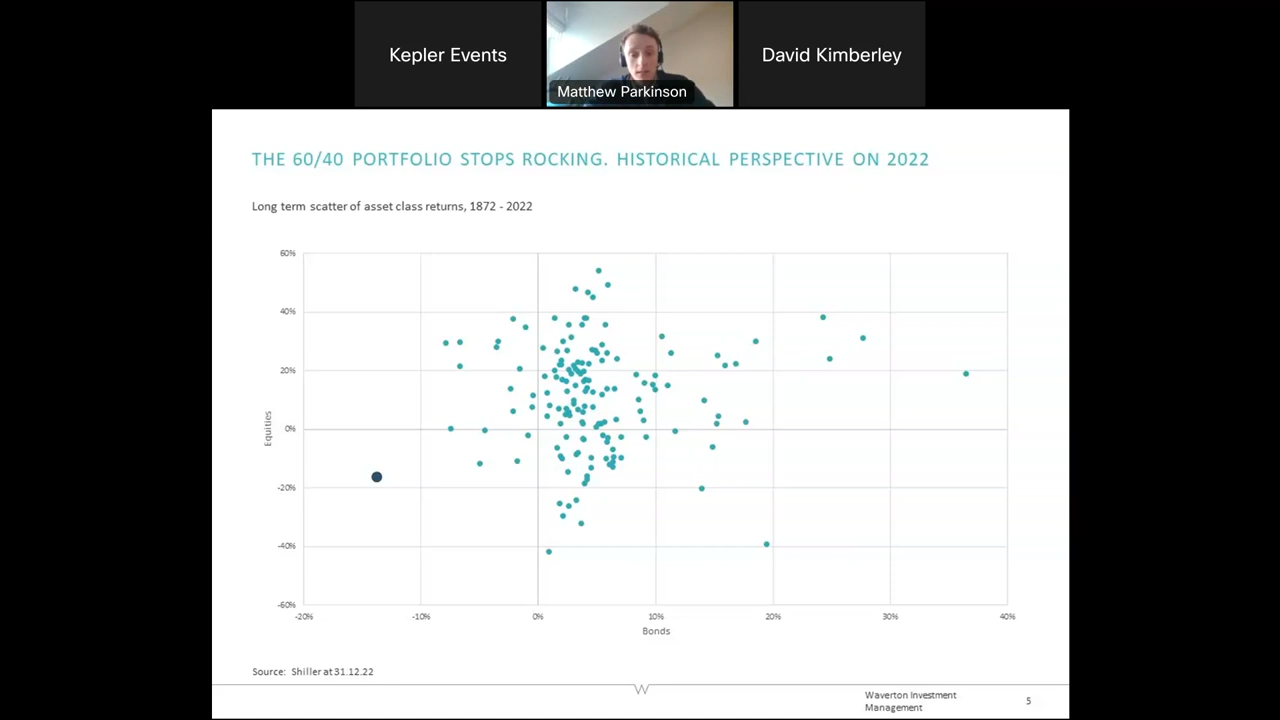 Kepler Events
Matthew Parkinson
David Kimberley
THE 60/40 PORTFOLIO STOPS ROCKING. HISTORICAL PERSPECTIVE ON 2022
Long term scatter of asset class returns, 1872 - 2022
60%
40%
20%
0%
-20%
-40%
-60%
Equities
-20%
-10%
0%
10%
20%
30%
40%
Bonds
Source: Shiller at 31.12.22
Waverton Investment
Management
5